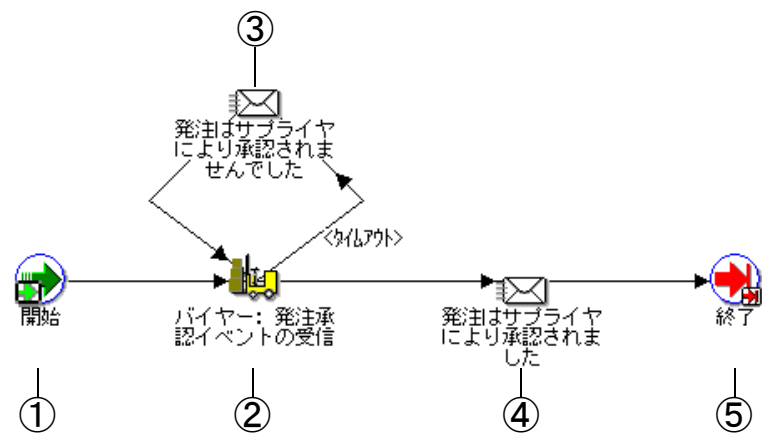 ③
発注はサプライヤ
により承認されま
せんでした
<タイムアウト>
開始
バイヤー: 発注承
認イベントの受信
発注はサプライヤ
により承認されま
した
終了
①
②
④
⑤